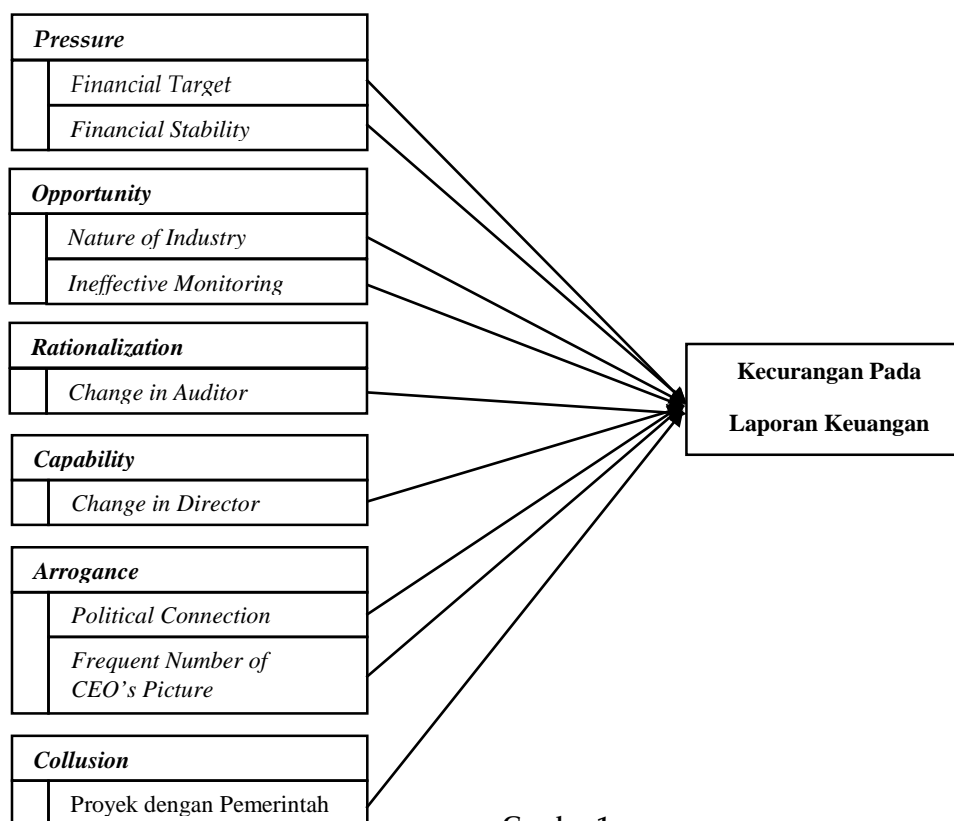 Pressure
Financial Target
Financial Stability
Opportunity
Nature of Industry
Ineffective Monitoring
Rationalization
Change in Auditor
Kecurangan Pada
Laporan Keuangan
Capability
Change in Director
Arrogance
Political Connection
Frequent Number of
CEO's Picture
Collusion
Proyek dengan Pemerintah